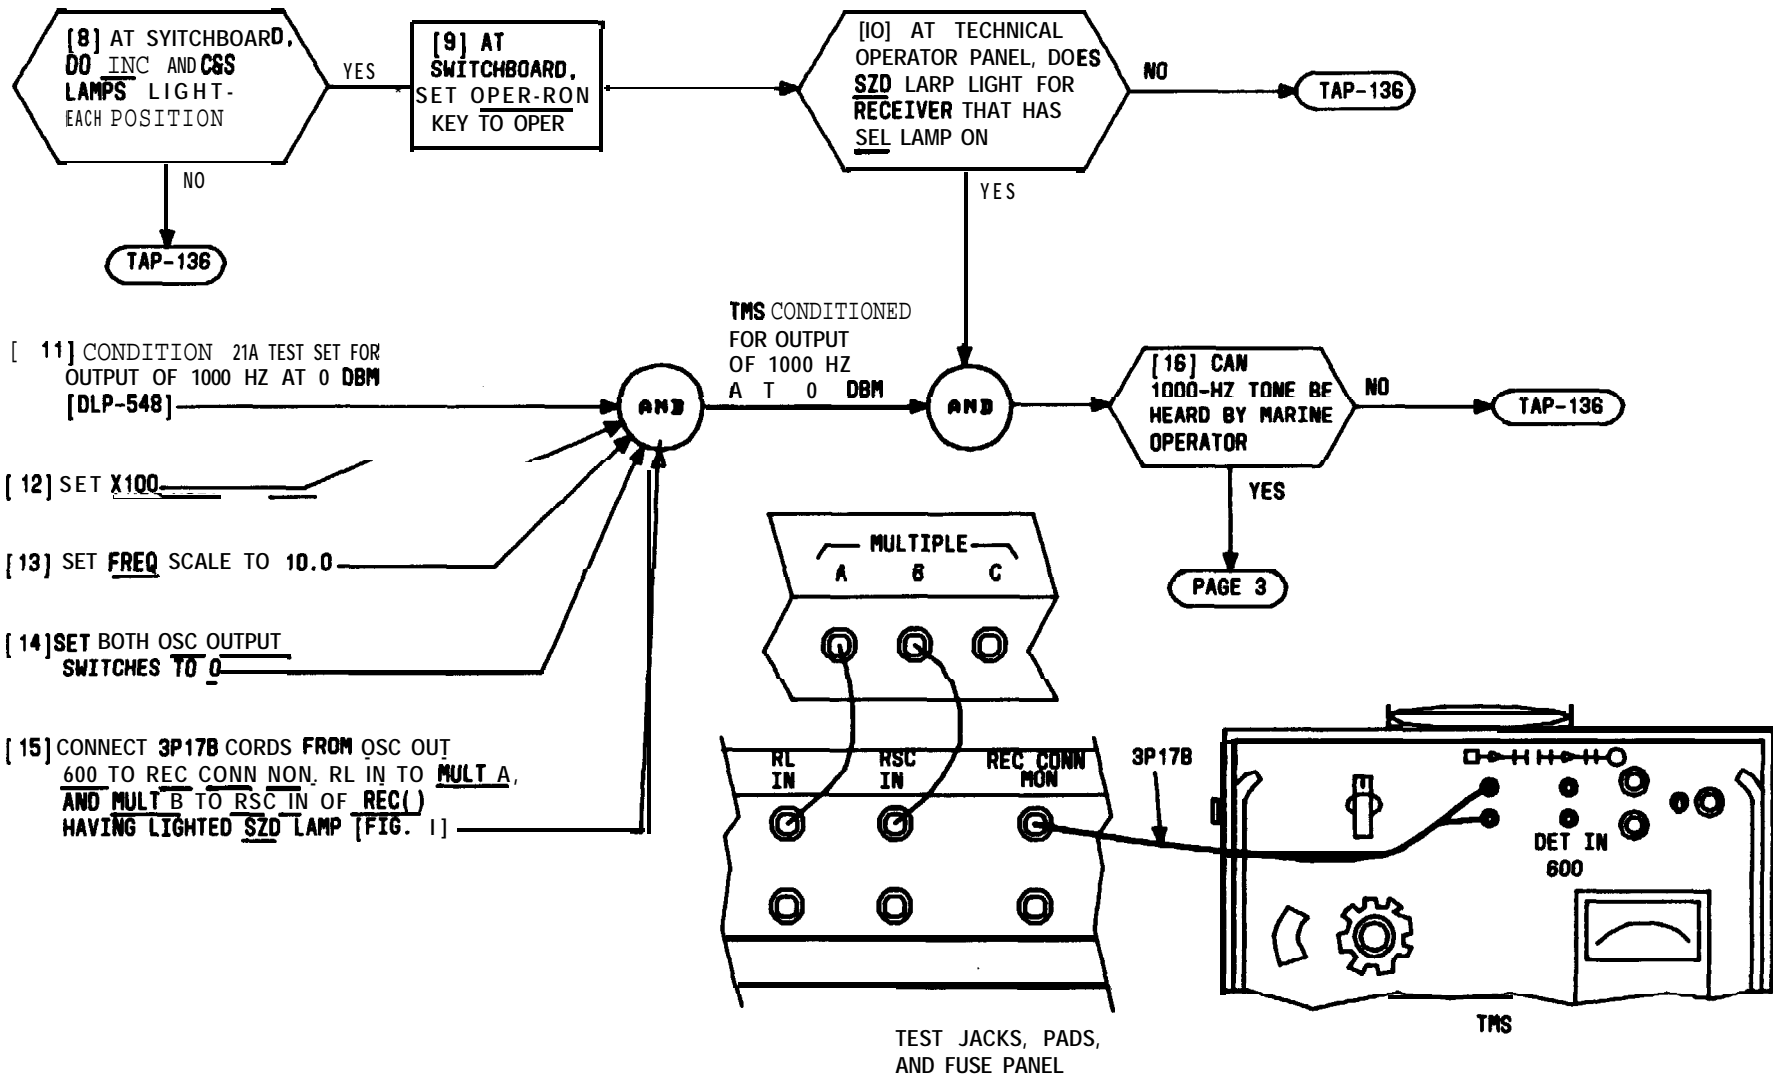 [8] AT SYITCHBOARD,
DO INC AND C&S
LAMPS LIGHT-
EACH POSITION
YES
NO
TAP-136
[9] AT
SWITCHBOARD,
SET OPER-RON
KEY TO OPER
[IO] AT TECHNICAL
OPERATOR PANEL, DOES
SZD LARP LIGHT FOR
RECEIVER THAT HAS
SEL LAMP ON
NO
TAP-136
YES
[ 11] CONDITION 21A TEST SET FOR
OUTPUT OF 1000 HZ AT 0 DBM
[DLP-548]
[12] SET X100
[13] SET FREQ SCALE TO 10.0
[14] SET BOTH OSC OUTPUT
SWITCHES TO 0
[15] CONNECT 3P17B CORDS FROM OSC OUT
600 TO REC CONN NON. RL IN TO MULT A,
AND MULT B TO RSC IN OF REC()
HAVING LIGHTED SZD LAMP [FIG. I]
AND
TMS CONDITIONED
FOR OUTPUT
OF 1000 HZ
AT 0 DBM
AND
[16] CAN
1000-HZ TONE BE
HEARD BY MARINE
OPERATOR
NO
TAP-136
YES
PAGE 3
MULTIPLE
A B C
RL
IN
RSC
IN
REC CONN
MON
3P17B
DET IN
600
TMS
TEST JACKS, PADS,
AND FUSE PANEL